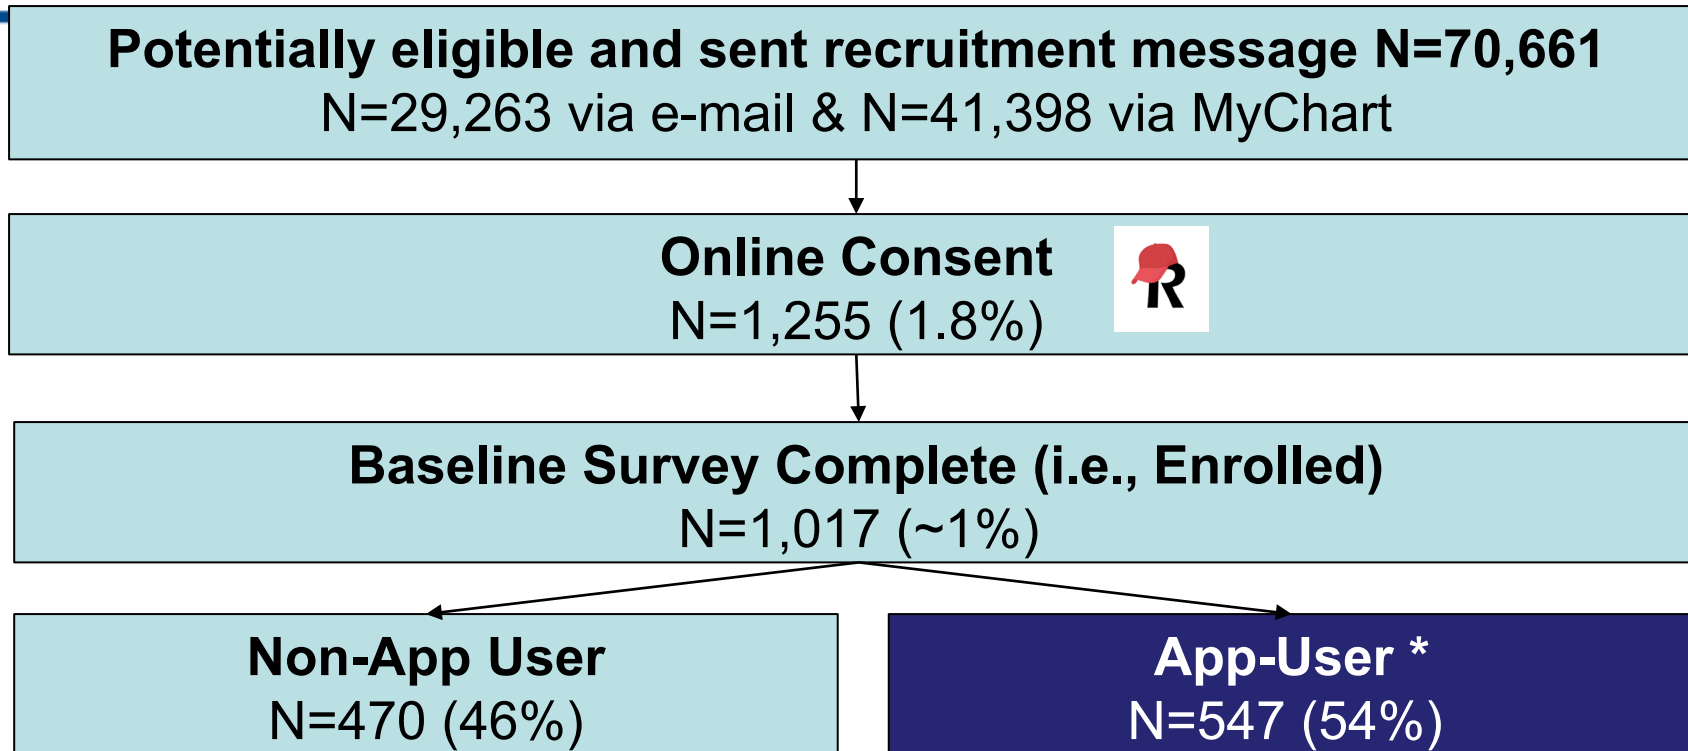 Potentially eligible and sent recruitment message N=70,661
N=29,263 via e-mail & N=41,398 via MyChart
Online Consent
N=1,255 (1.8%)
R
Baseline Survey Complete (i.e., Enrolled)
N=1,017 (~1%)
Non-App User
N=470 (46%)
App-User *
N=547 (54%)